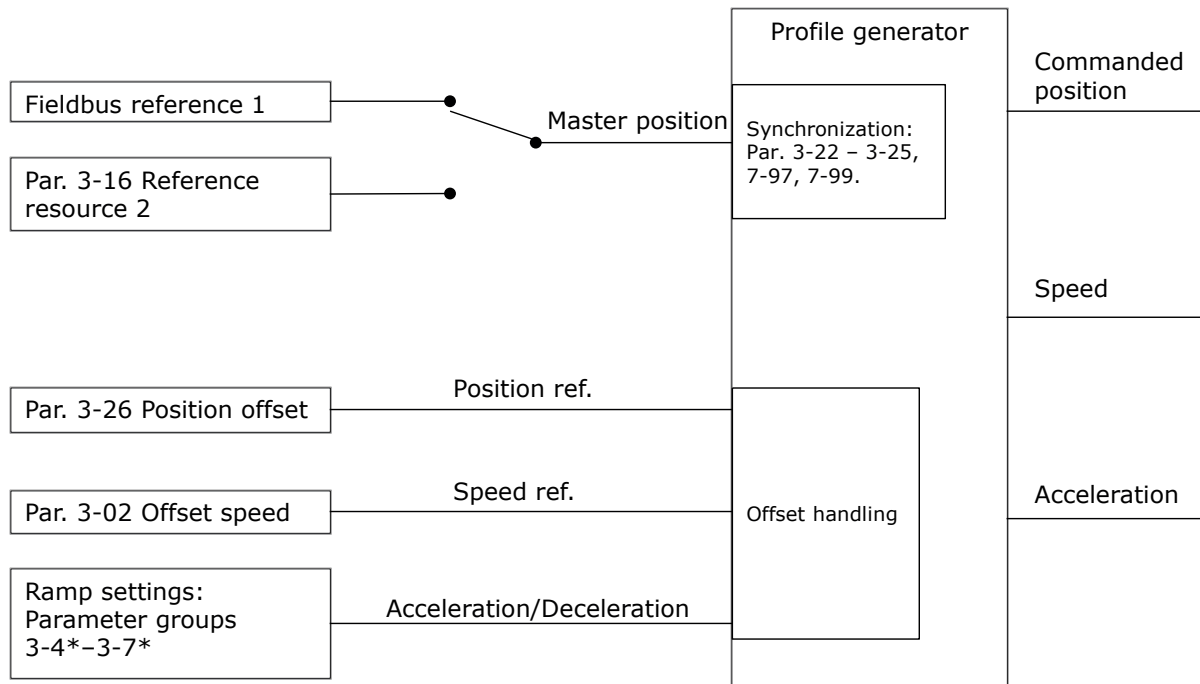 Profile generator
Commanded
position
Fieldbus reference 1
Master position
Synchronization:
Par. 3-22 – 3-25,
7-97, 7-99.
Par. 3-16 Reference
resource 2
Speed
Position ref.
Par. 3-26 Position offset
Speed ref.
Par. 3-02 Offset speed
Acceleration
Offset handling
Ramp settings:
Parameter groups
3-4*–3-7*
Acceleration/Deceleration